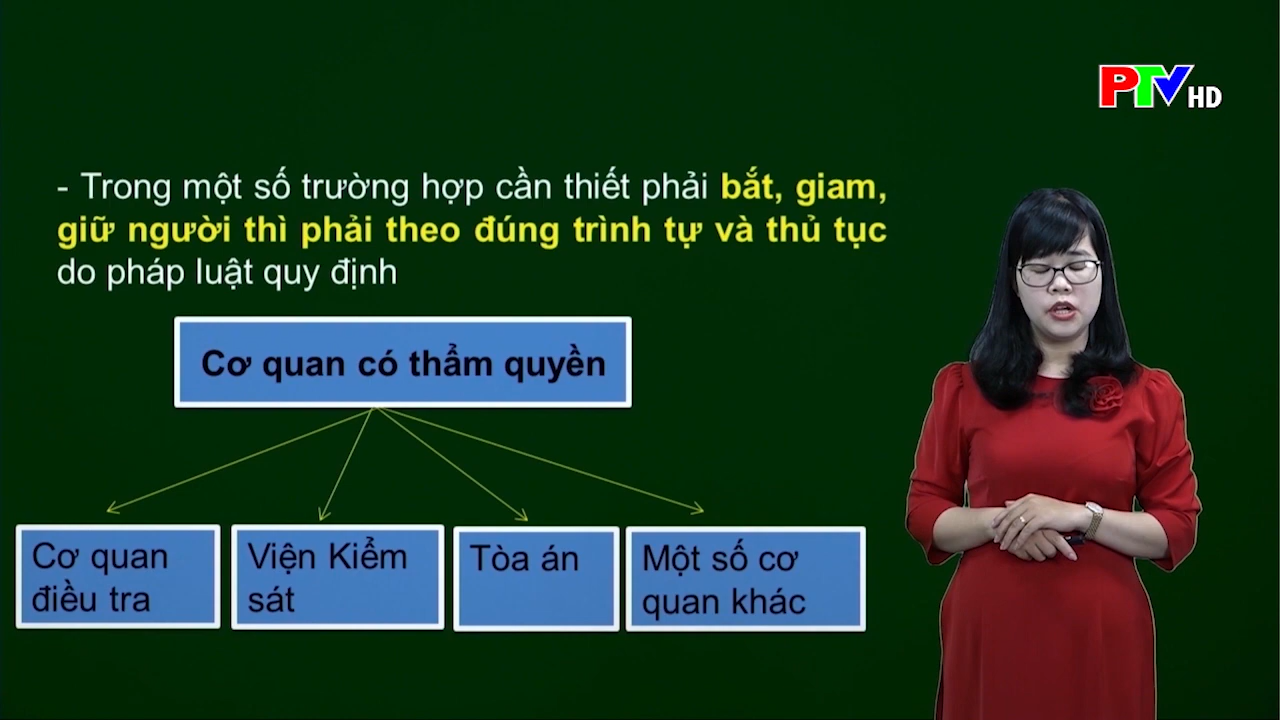 PTV HD
- Trong một số trường hợp cần thiết phải bắt, giam,
giữ người thì phải theo đúng trình tự và thủ tục
do pháp luật quy định
Cơ quan có thẩm quyền
Cơ quan
điều tra
Viện Kiểm
sát
Tòa án
Một số cơ
quan khác